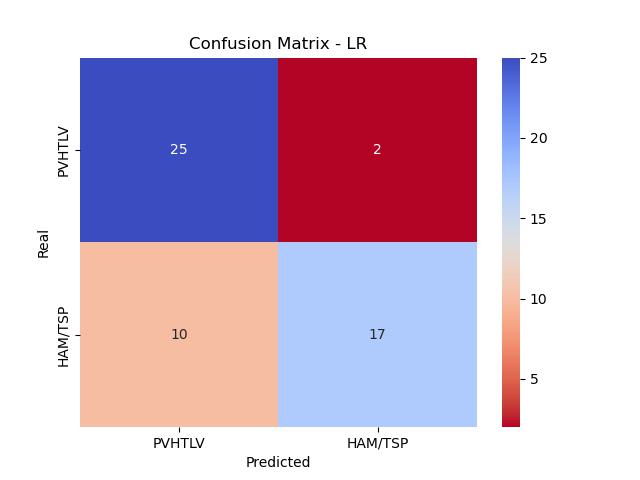 Confusion Matrix - LR
Real
PVHTLV
HAM/TSP
25
2
10
17
PVHTLV
HAM/TSP
Predicted
25
20
15
10
5